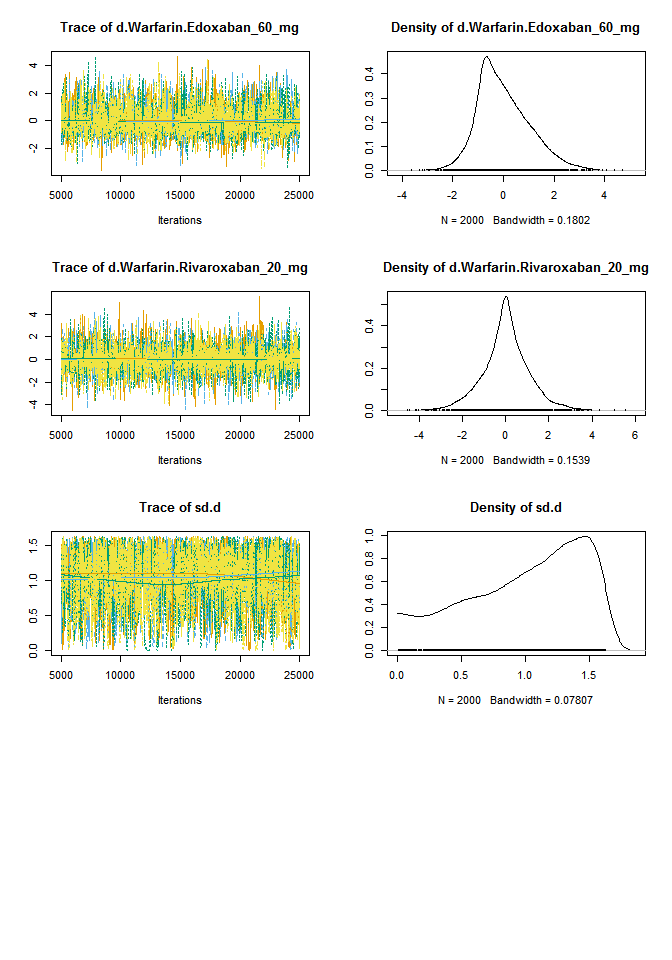 Trace of d.Warfarin.Edoxaban_60_mg
4
2
0
-2
5000 10000 15000 20000 25000
Iterations
Density of d.Warfarin.Edoxaban_60_mg
0.4
0.3
0.2
0.1
0.0
-4 -2 0 2 4
N = 2000 Bandwidth = 0.1802
Trace of d.Warfarin.Rivaroxaban_20_mg
4
2
0
-2
-4
5000 10000 15000 20000 25000
Iterations
Density of d.Warfarin.Rivaroxaban_20_mg
0.4
0.2
0.0
-4 -2 0 2 4 6
N = 2000 Bandwidth = 0.1539
Trace of sd.d
1.5
1.0
0.5
0.0
5000 10000 15000 20000 25000
Iterations
Density of sd.d
1.0
0.8
0.6
0.4
0.2
0.0 0.5 1.0 1.5
N = 2000 Bandwidth = 0.07807